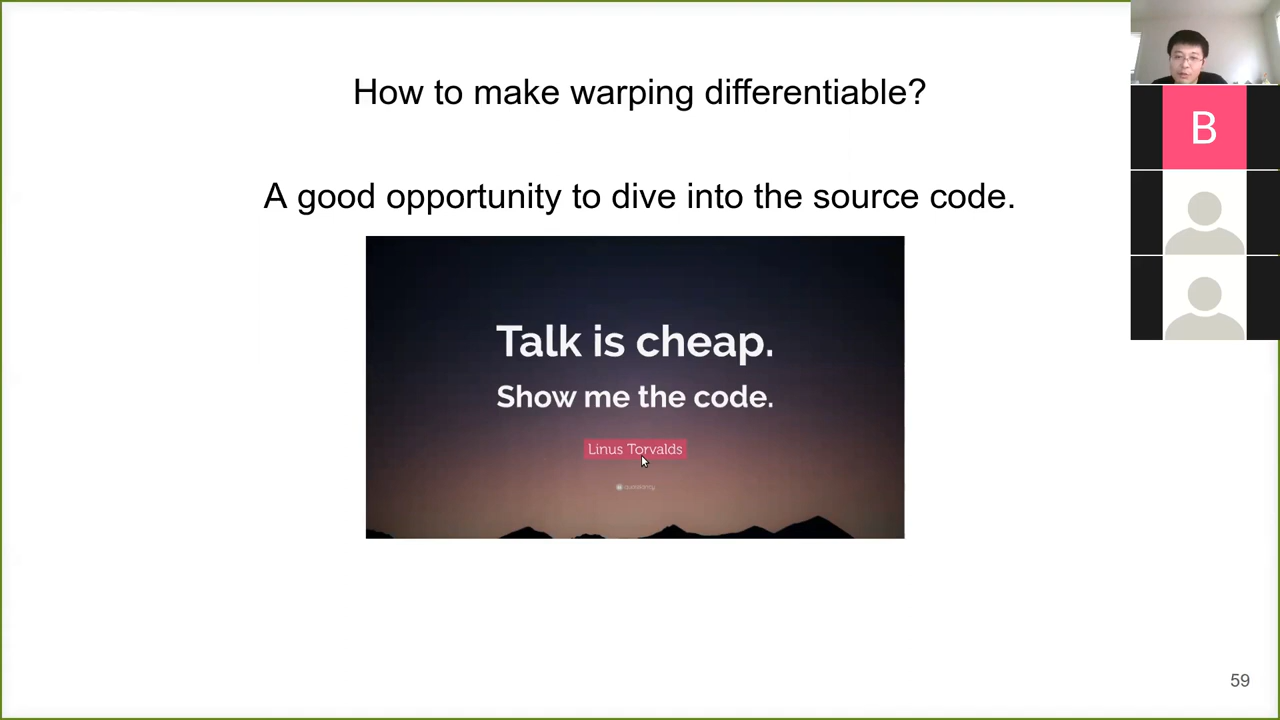 How to make warping differentiable?
A good opportunity to dive into the source code.
Talk is cheap.
Show me the code.
Linus Torvalds
quotefancy
B
59